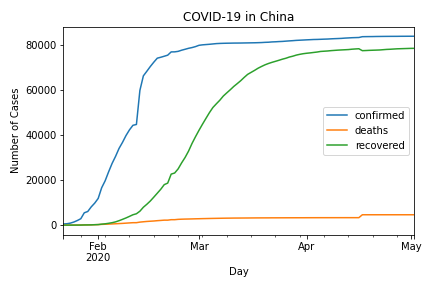 COVID-19 in China
Number of Cases
80000
60000
40000
20000
0
confirmed
deaths
recovered
Feb
2020
Mar
Apr
May
Day